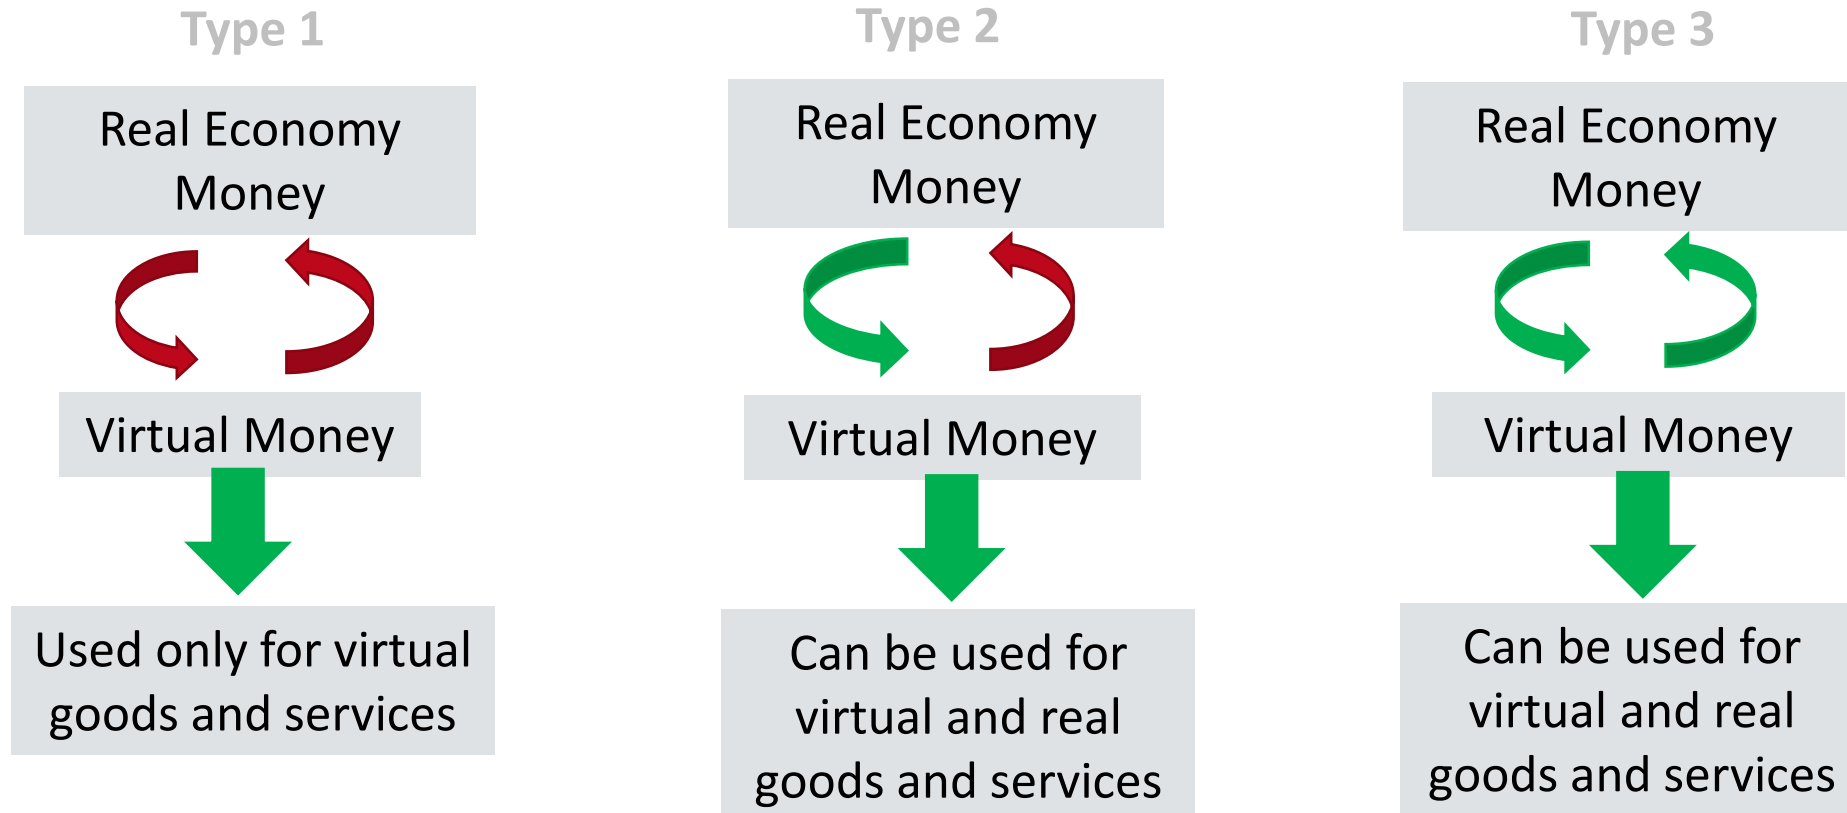 Type 1
Real Economy
Money
Virtual Money
Used only for virtual
goods and services
Type 2
Real Economy
Money
Virtual Money
Can be used for
virtual and real
goods and services
Type 3
Real Economy
Money
Virtual Money
Can be used for
virtual and real
goods and services